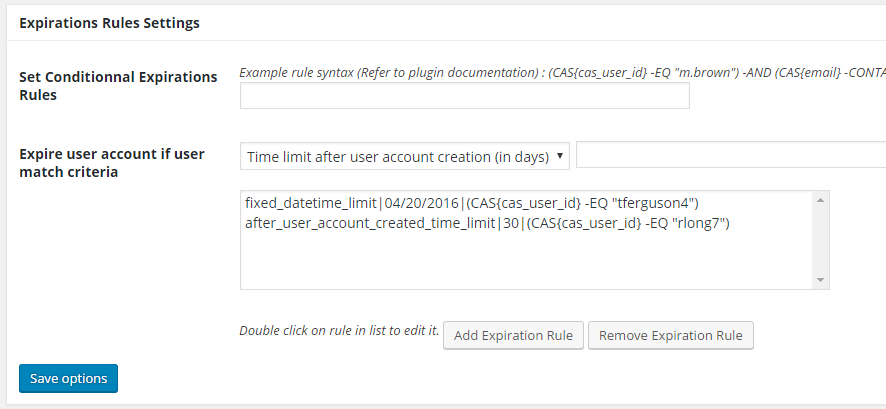 Expirations Rules Settings
Set Conditionnal Expirations Rules
Example rule syntax (Refer to plugin documentation) : (CAS{cas_user_id} -EQ "m.brown") -AND (CAS{email} -CONTA
Expire user account if user match criteria
Time limit after user account creation (in days)
fixed_datetime_limit|04/20/2016|(CAS{cas_user_id} -EQ "tferguson4")
after_user_account_created_time_limit|30|(CAS{cas_user_id} -EQ "rlong7")
Double click on rule in list to edit it. Add Expiration Rule Remove Expiration Rule
Save options